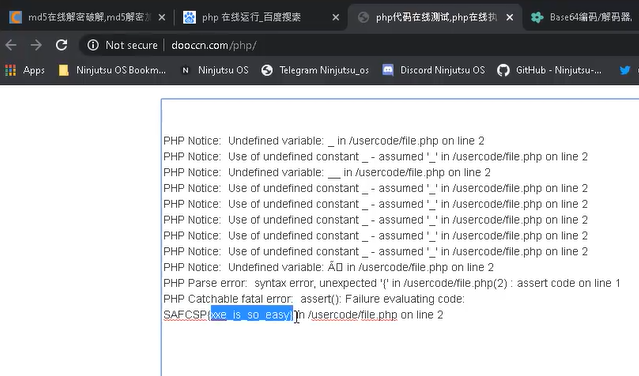 md5在线解密破解,md5解密
php 在线运行_百度搜索
php代码在线测试,php在线执
Base64编码/解码器
Not secure | dooccn.com/php/
Apps
Ninjutsu OS Bookm...
Ninjutsu OS
Telegram Ninjutsu_os
Discord Ninjutsu OS
GitHub - Ninjutsu-...
PHP Notice: Undefined variable: _ in /usercode/file.php on line 2
PHP Notice: Use of undefined constant _ - assumed '_' in /usercode/file.php on line 2
PHP Notice: Undefined variable: __ in /usercode/file.php on line 2
PHP Notice: Use of undefined constant _ - assumed '_' in /usercode/file.php on line 2
PHP Notice: Use of undefined constant _ - assumed '_' in /usercode/file.php on line 2
PHP Notice: Use of undefined constant _ - assumed '_' in /usercode/file.php on line 2
PHP Notice: Use of undefined constant _ - assumed '_' in /usercode/file.php on line 2
PHP Notice: Use of undefined constant _ - assumed '_' in /usercode/file.php on line 2
PHP Notice: Undefined variable: Ã in /usercode/file.php on line 2
PHP Parse error: syntax error, unexpected '{' in /usercode/file.php(2) : assert code on line 1
PHP Catchable fatal error: assert(): Failure evaluating code:
SAFCSP{xxe_is_so_easy} in /usercode/file.php on line 2